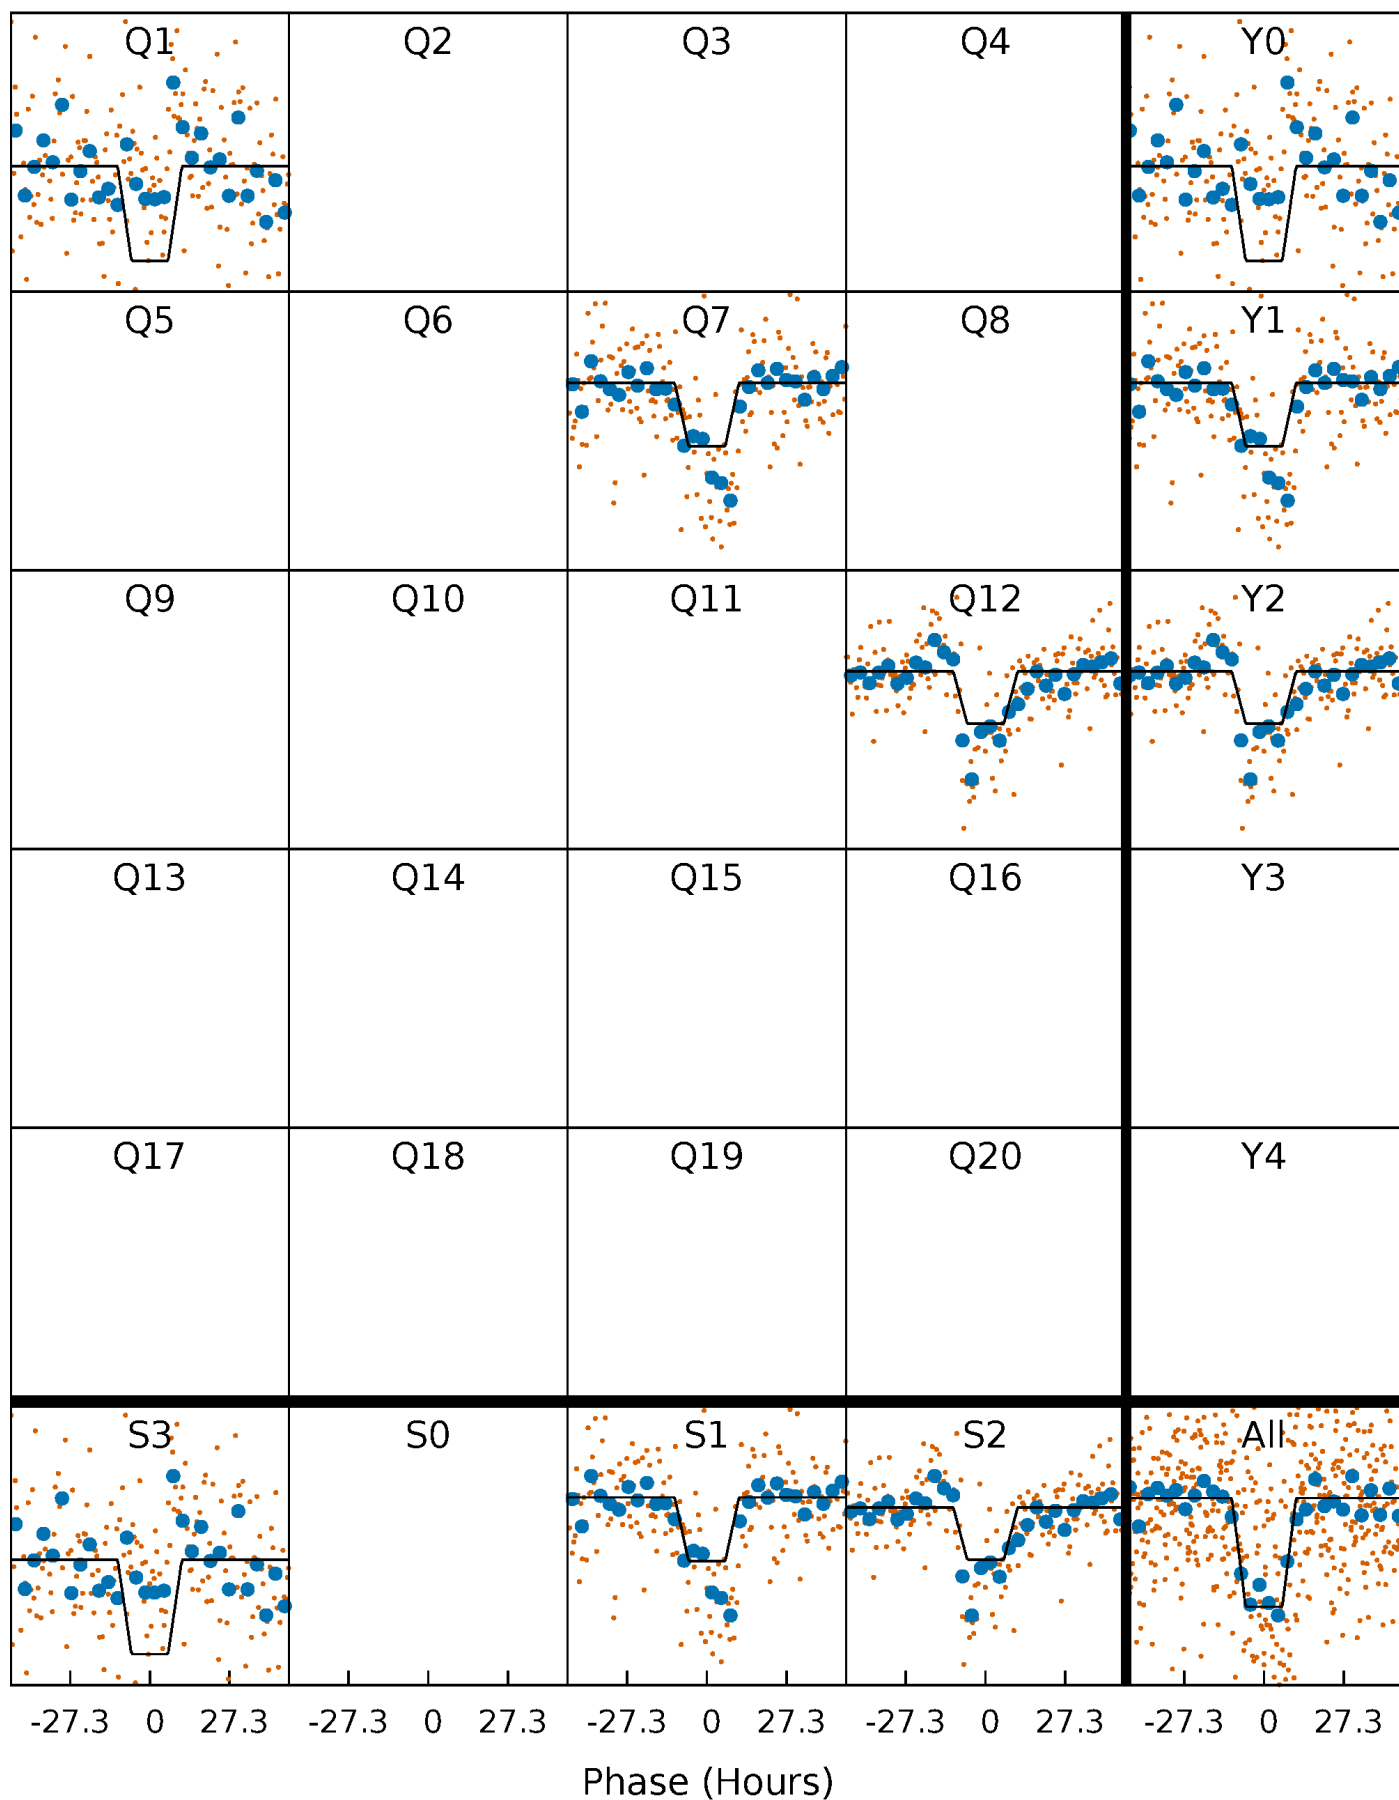 Q1 Q2 Q3 Q4 Y0
Q5 Q6 Q7 Q8 Y1
Q9 Q10 Q11 Q12 Y2
Q13 Q14 Q15 Q16 Y3
Q17 Q18 Q19 Q20 Y4
S3 S0 S1 S2 All
-27.3 0 27.3 -27.3 0 27.3 -27.3 0 27.3 -27.3 0 27.3 -27.3 0 27.3
Phase (Hours)